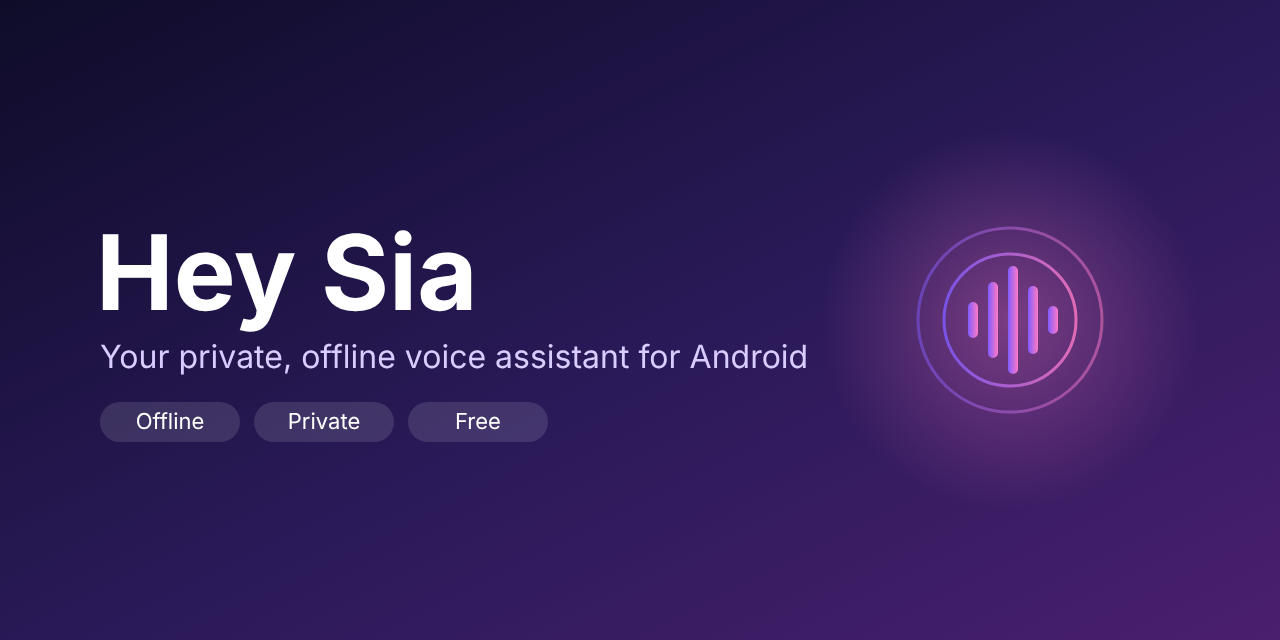 Hey Sia
Your private, offline voice assistant for Android
Offline Private Free